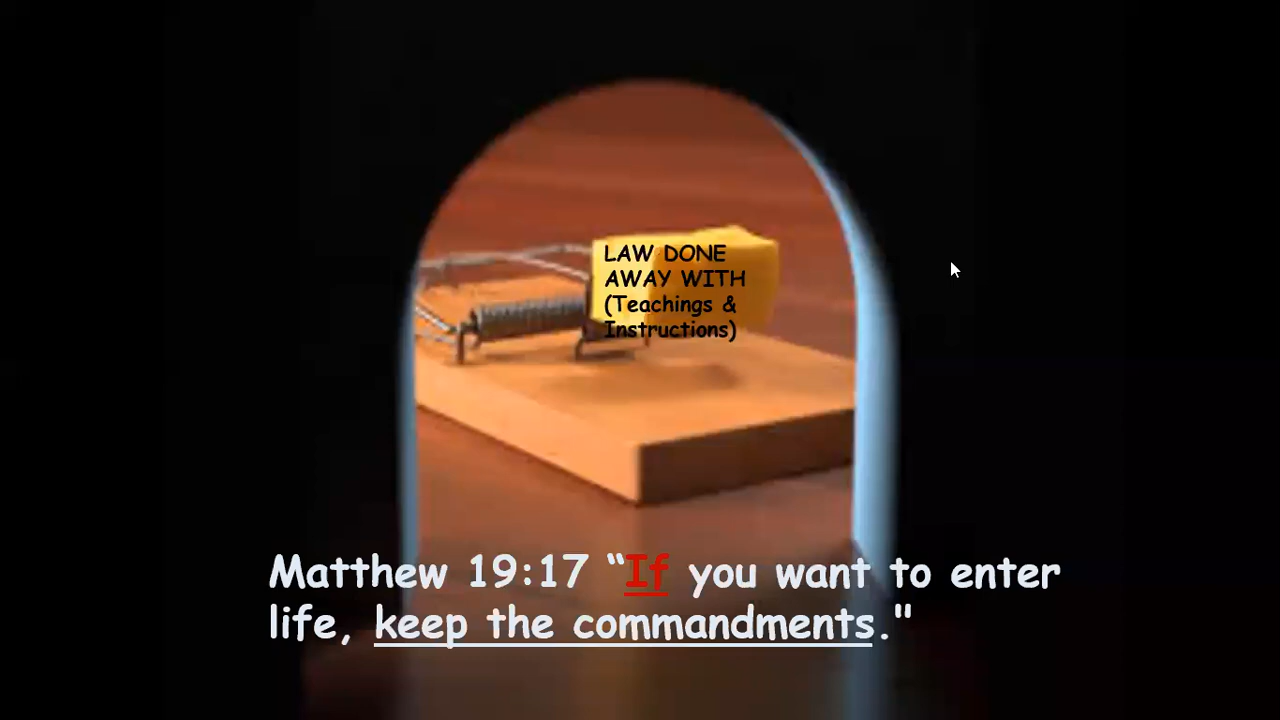 LAW DONE
AWAY WITH
(Teachings &
Instructions)
Matthew 19:17 “If you want to enter
life, keep the commandments."